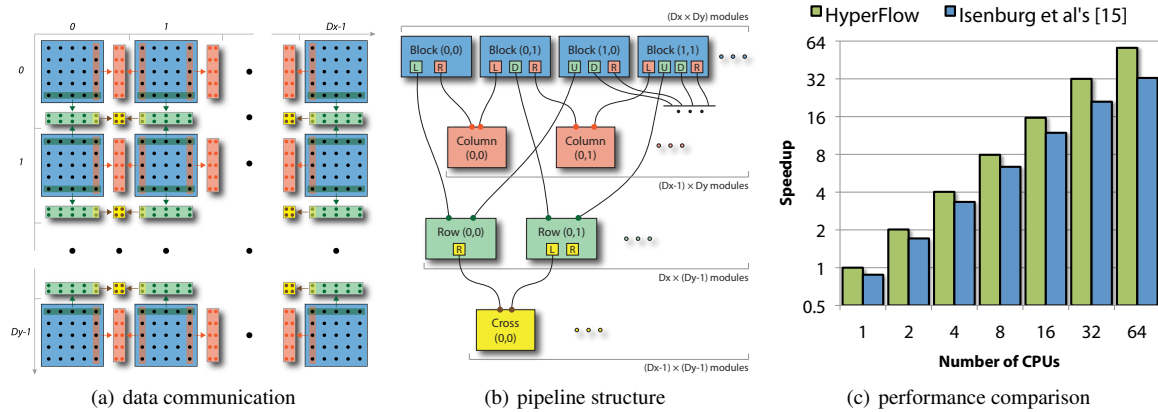 0
1
Dx-1
0
1
Dy-1
(a) data communication
(Dx × Dy) modules
Block (0,0)
L
R
Block (0,1)
L
D
R
Block (1,0)
U
D
R
Block (1,1)
L
U
D
R
Column
(0,0)
Column
(0,1)
(Dx-1) × Dy modules
Row (0,0)
R
Row (0,1)
L
R
Dx × (Dy-1) modules
Cross
(0,0)
(Dx-1) × (Dy-1) modules
(b) pipeline structure
HyperFlow
Isenburg et al's [15]
Speedup
64
32
16
8
4
2
1
0.5
1 2 4 8 16 32 64
Number of CPUs
(c) performance comparison